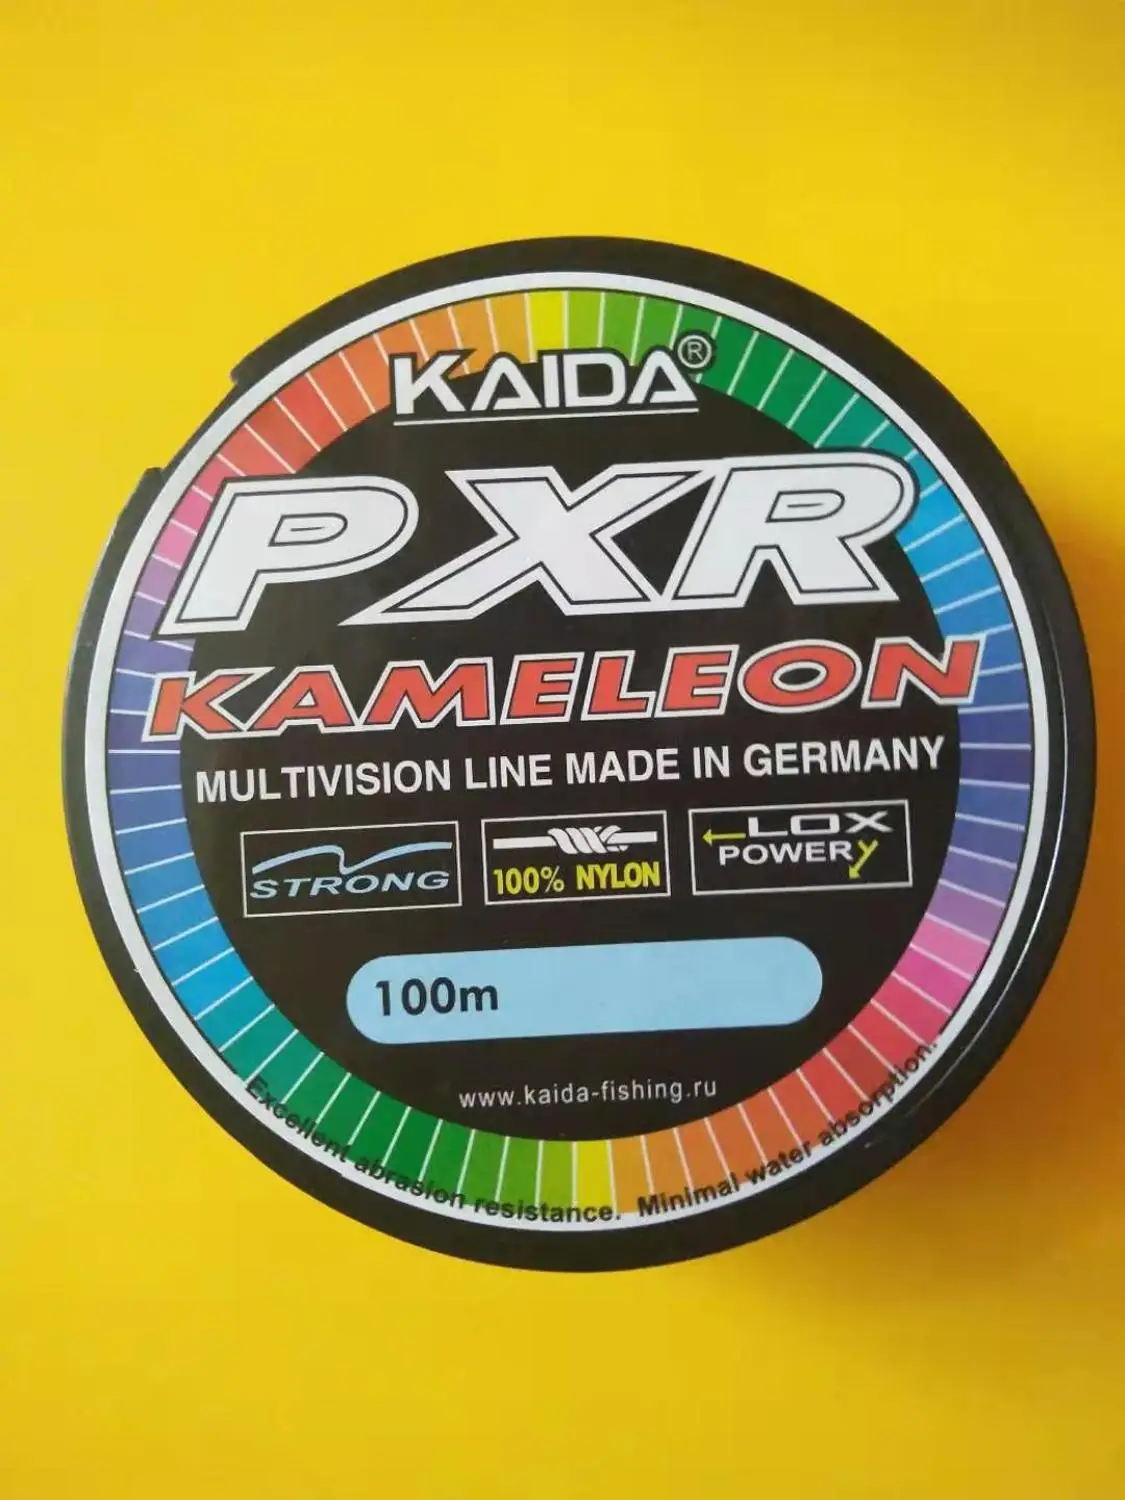 KAIDA®
PXR
KAMELEON
MULTIVISION LINE MADE IN GERMANY
STRONG
100% NYLON
LOX
POWERy
100m
www.kaida-fishing.ru
Excellent abrasion resistance. Minimal water absorption.